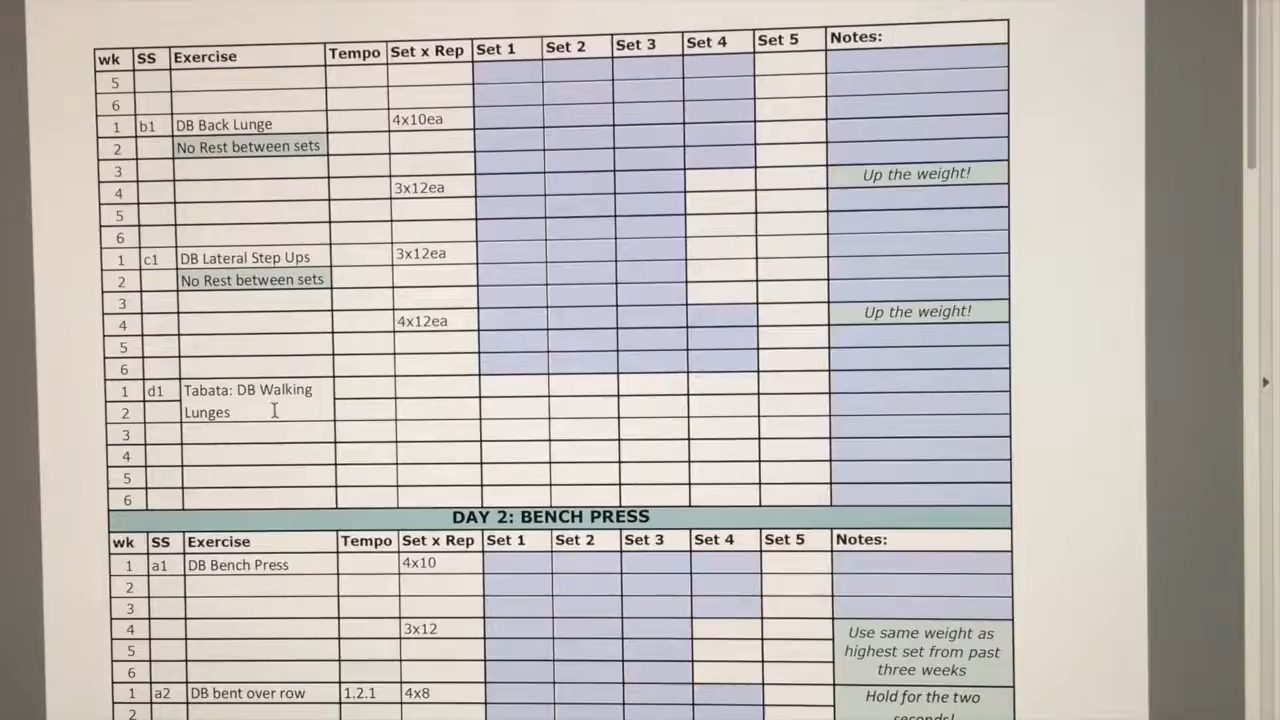 wk SS Exercise Tempo Set x Rep Set 1 Set 2 Set 3 Set 4 Set 5 Notes:
5
6
1 b1 DB Back Lunge 4x10ea
2 No Rest between sets
3
4 3x12ea Up the weight!
5
6
1 c1 DB Lateral Step Ups 3x12ea
2 No Rest between sets
3
4 4x12ea Up the weight!
5
6
1 d1 Tabata: DB Walking
2 Lunges
3
4
5
6
DAY 2: BENCH PRESS
wk SS Exercise Tempo Set x Rep Set 1 Set 2 Set 3 Set 4 Set 5 Notes:
1 a1 DB Bench Press 4x10
2
3
4 3x12 Use same weight as
5 highest set from past
6 three weeks
1 a2 DB bent over row 1.2.1 4x8 Hold for the two
2 seconds!